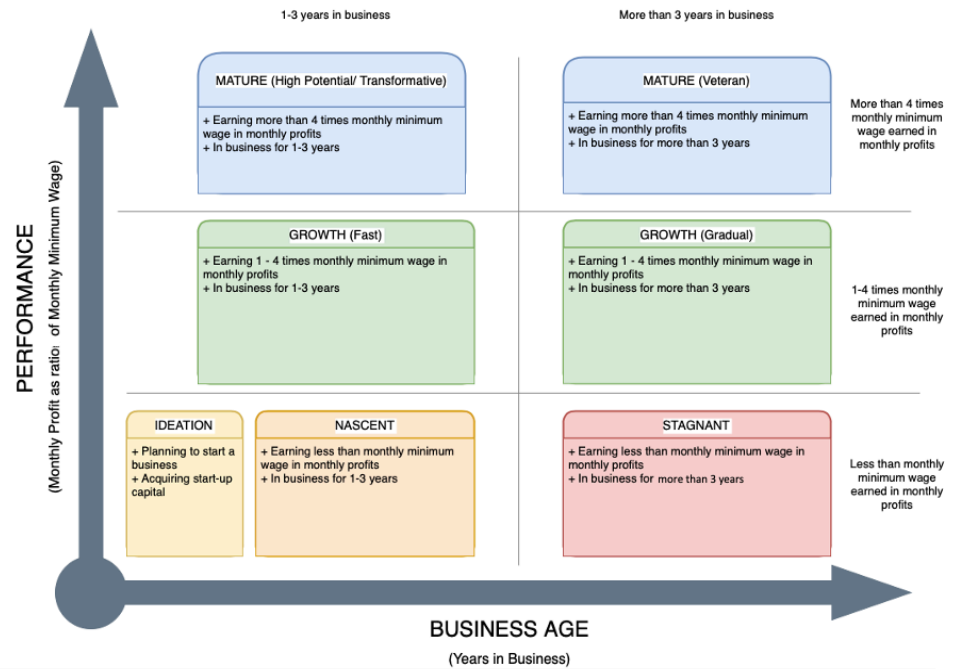 1-3 years in business
More than 3 years in business
MATURE (High Potential/ Transformative)
+ Earning more than 4 times monthly minimum
wage in monthly profits
+ In business for 1-3 years
MATURE (Veteran)
+ Earning more than 4 times monthly minimum
wage in monthly profits
+ In business for more than 3 years
More than 4 times
monthly minimum
wage earned in
monthly profits
PERFORMANCE
(Monthly Profit as ratio of Monthly Minimum Wage)
GROWTH (Fast)
+ Earning 1 - 4 times monthly minimum wage in
monthly profits
+ In business for 1-3 years
GROWTH (Gradual)
+ Earning 1 - 4 times monthly minimum wage in
monthly profits
+ In business for more than 3 years
1-4 times monthly
minimum wage
earned in monthly
profits
IDEATION
+ Planning to start a
business
+ Acquiring start-up
capital
NASCENT
+ Earning less than monthly minimum
wage in monthly profits
+ In business for 1-3 years
STAGNANT
+ Earning less than monthly minimum wage in
monthly profits
+ In business for more than 3 years
Less than monthly
minimum wage
earned in monthly
profits
BUSINESS AGE
(Years in Business)